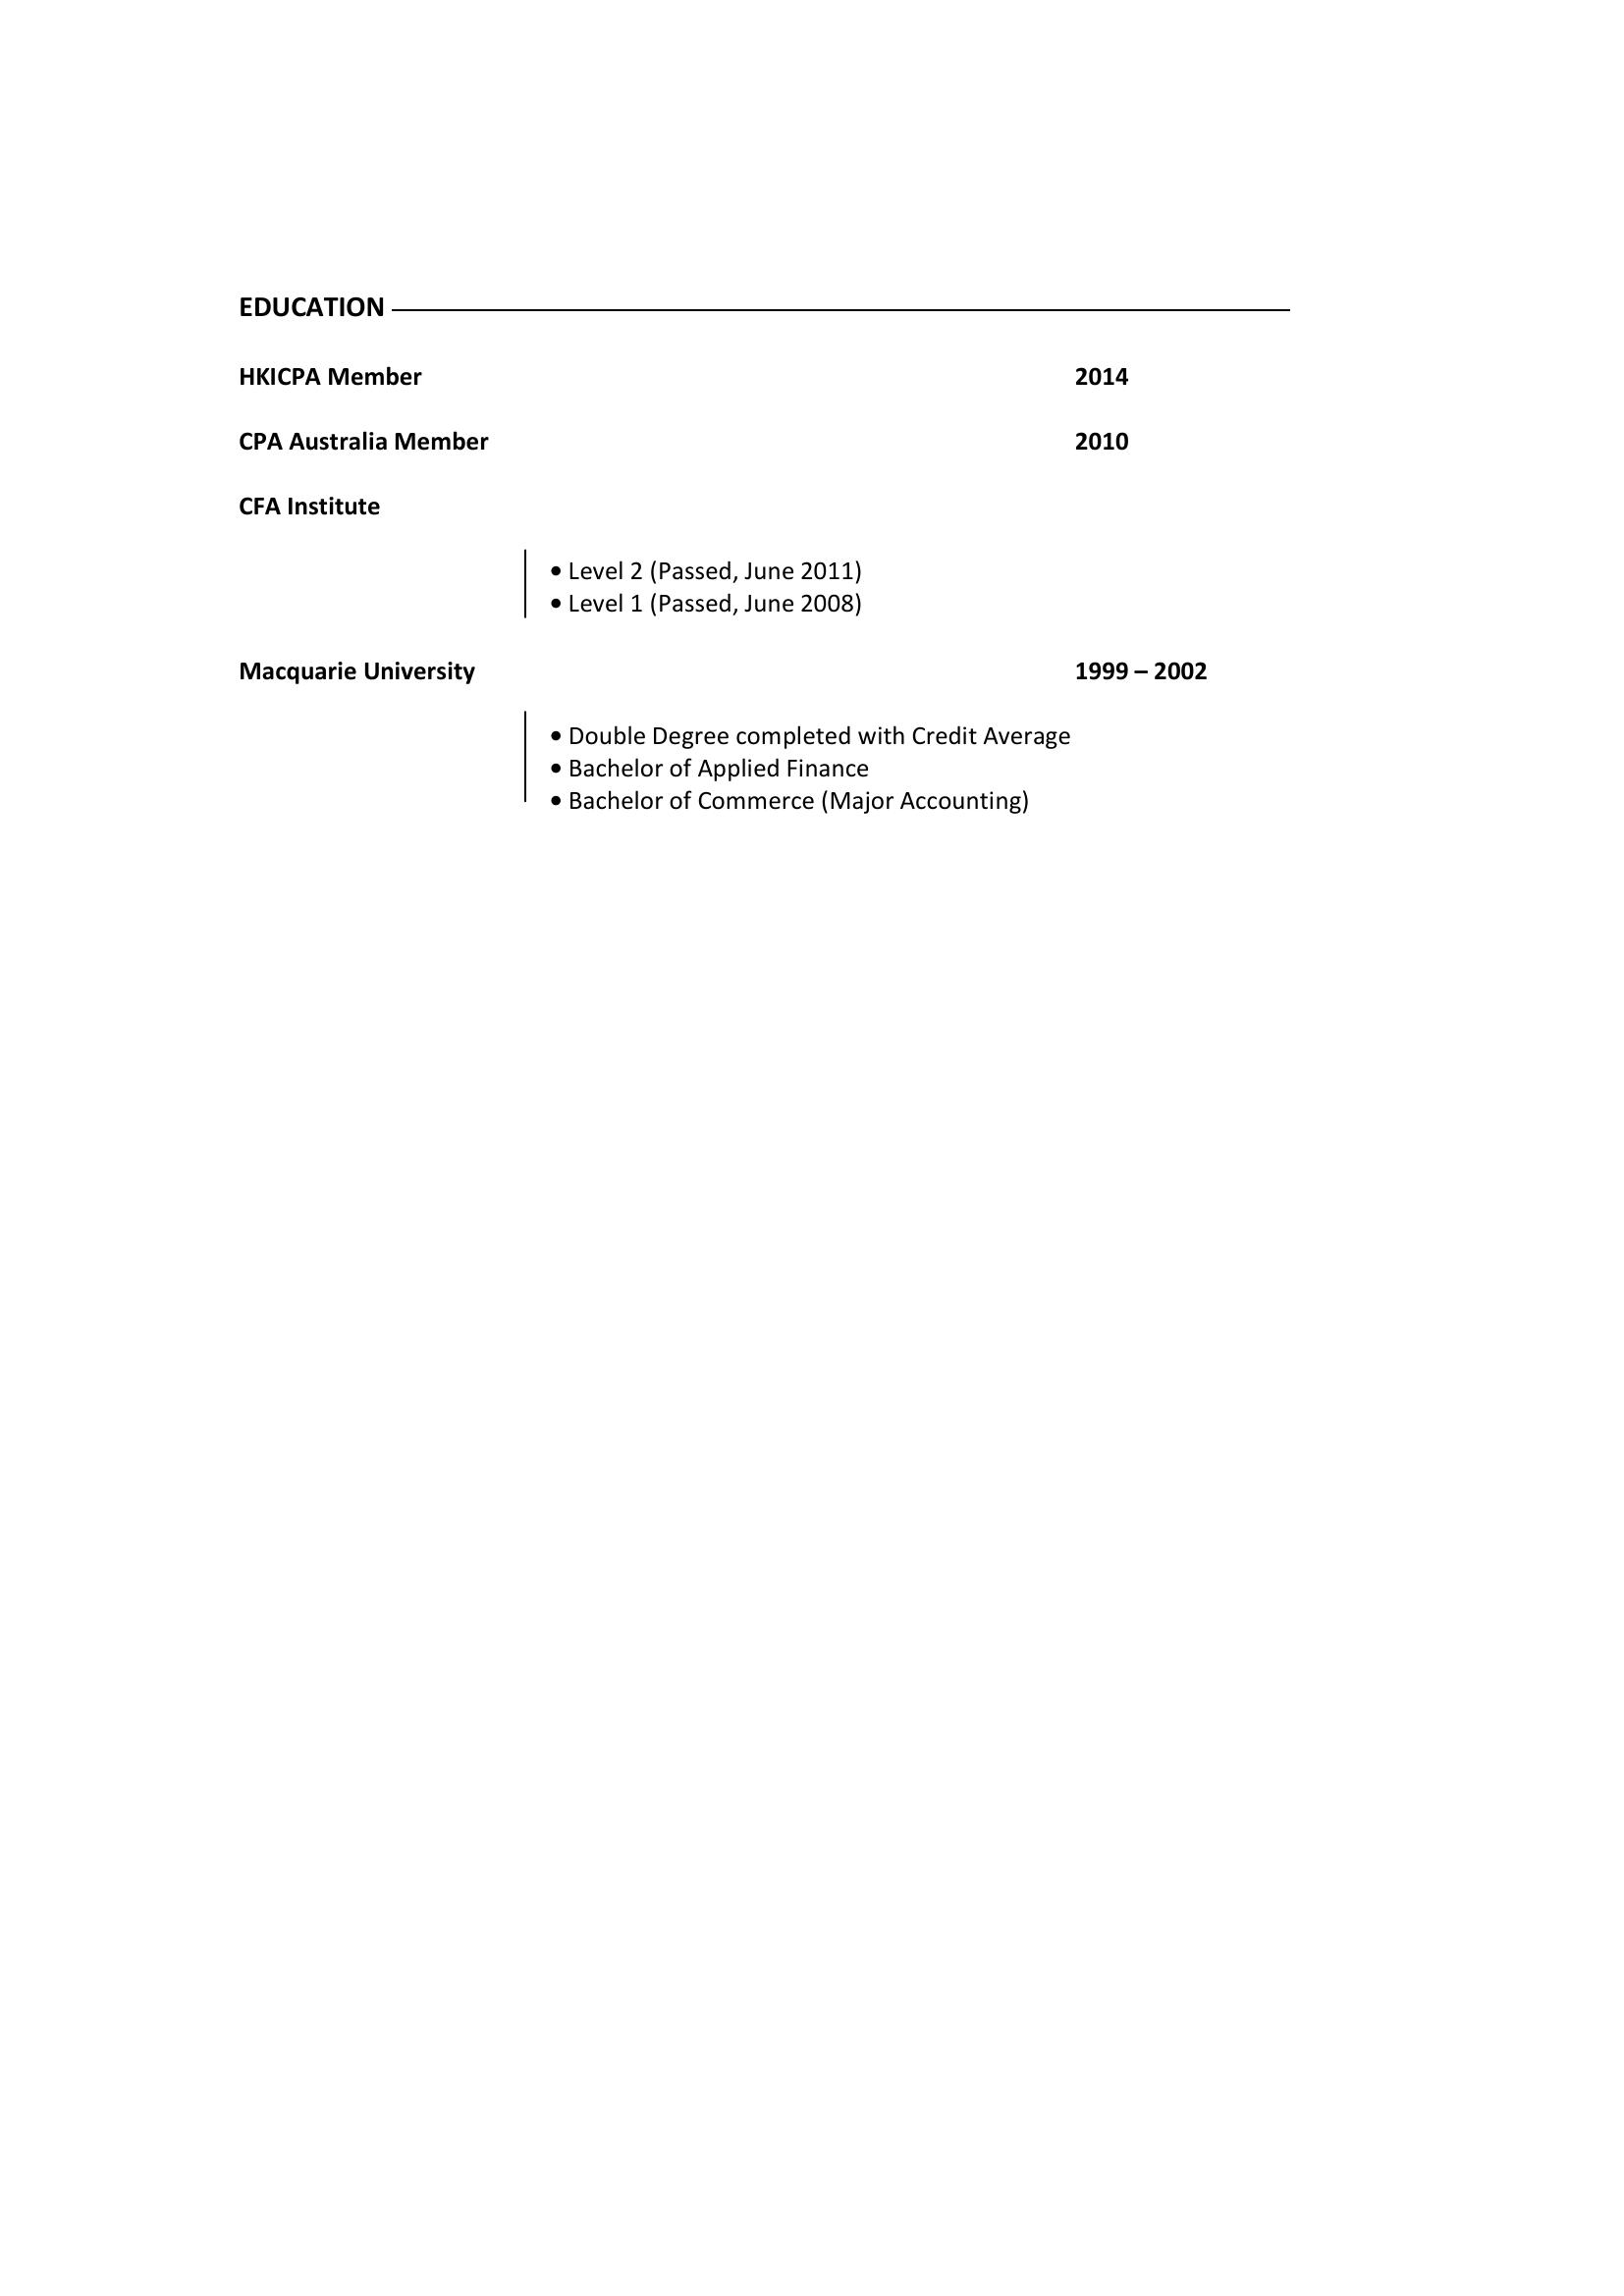 EDUCATION
HKICPA Member 2014
CPA Australia Member 2010
CFA Institute
• Level 2 (Passed, June 2011)
• Level 1 (Passed, June 2008)
Macquarie University 1999 – 2002
• Double Degree completed with Credit Average
• Bachelor of Applied Finance
• Bachelor of Commerce (Major Accounting)